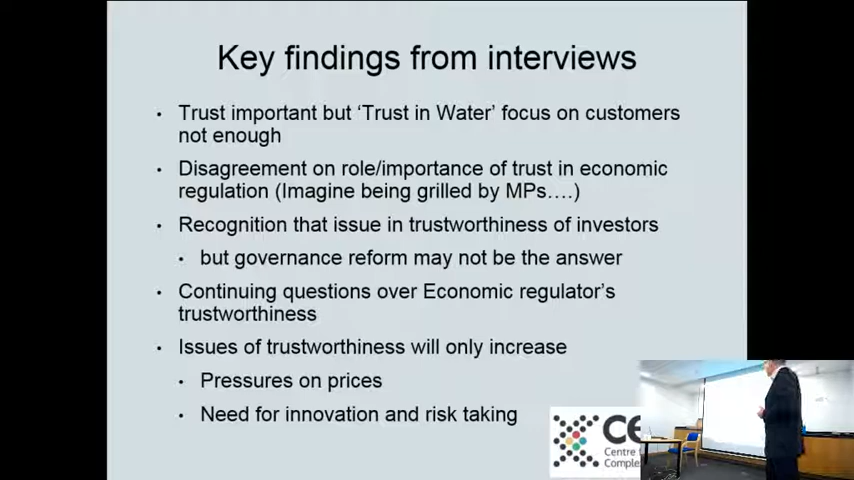 Key findings from interviews
• Trust important but ‘Trust in Water’ focus on customers
not enough
• Disagreement on role/importance of trust in economic
regulation (Imagine being grilled by MPs….)
• Recognition that issue in trustworthiness of investors
• but governance reform may not be the answer
• Continuing questions over Economic regulator's
trustworthiness
• Issues of trustworthiness will only increase
• Pressures on prices
• Need for innovation and risk taking
Centre